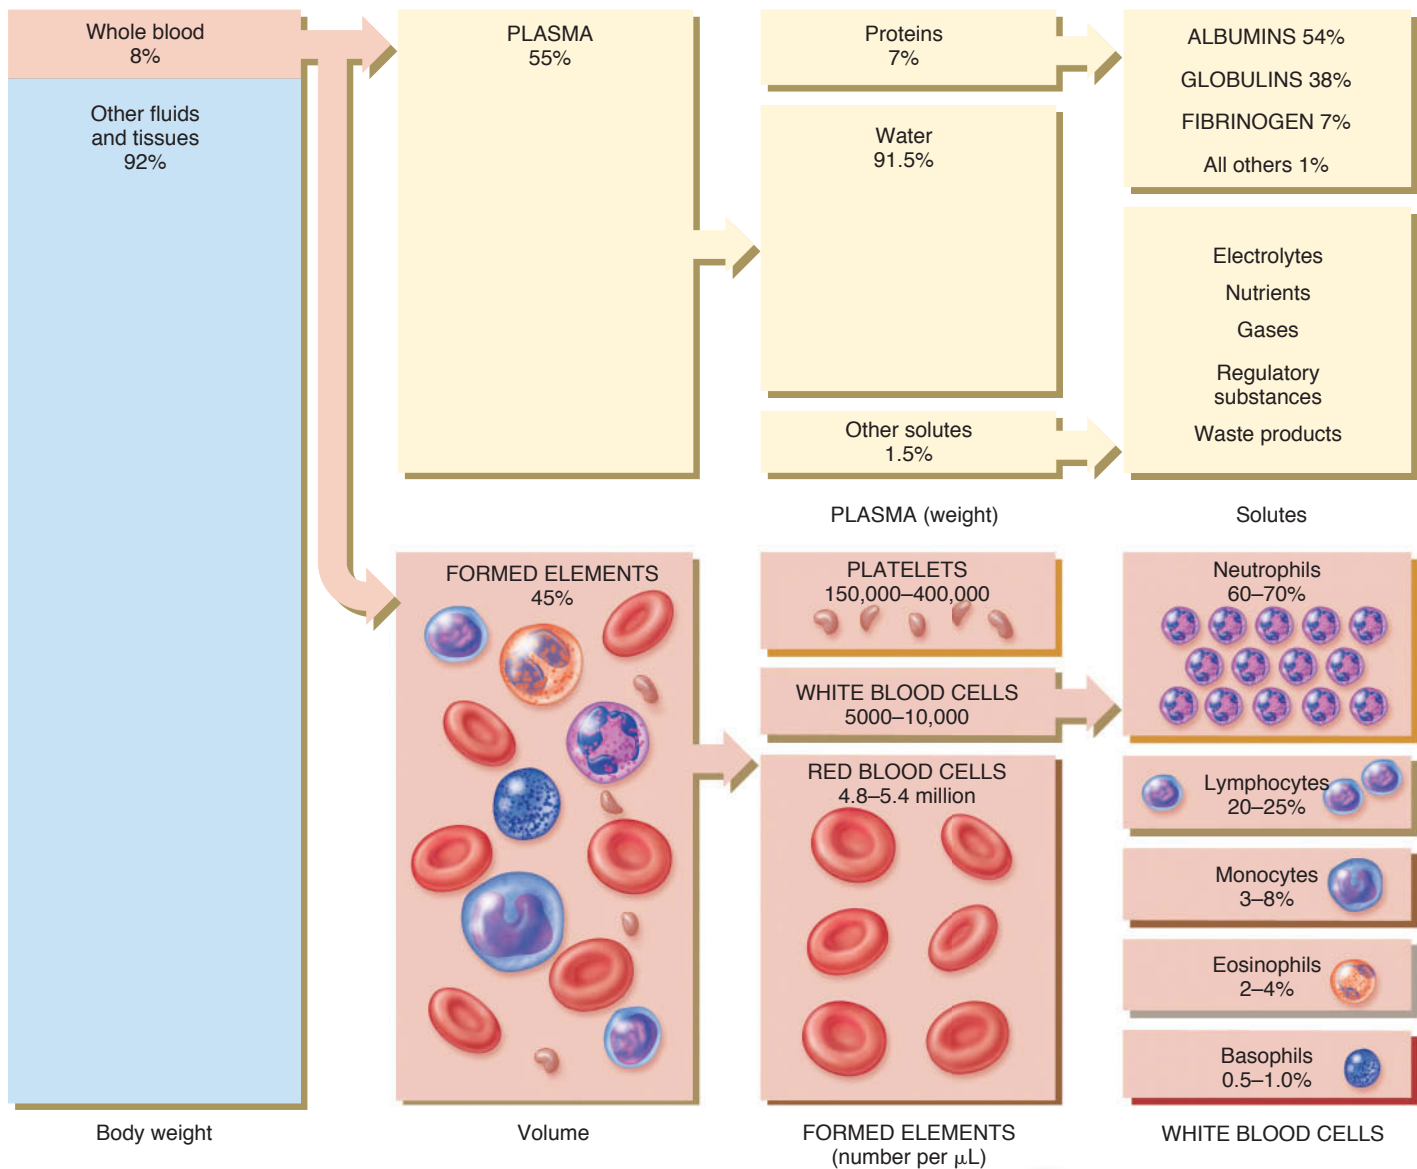 Whole blood
8%
Other fluids
and tissues
92%
Body weight
PLASMA
55%
FORMED ELEMENTS
45%
Volume
Proteins
7%
Water
91.5%
Other solutes
1.5%
PLASMA (weight)
PLATELETS
150,000–400,000
WHITE BLOOD CELLS
5000–10,000
RED BLOOD CELLS
4.8–5.4 million
FORMED ELEMENTS
(number per μL)
ALBUMINS 54%
GLOBULINS 38%
FIBRINOGEN 7%
All others 1%
Electrolytes
Nutrients
Gases
Regulatory
substances
Waste products
Solutes
Neutrophils
60–70%
Lymphocytes
20–25%
Monocytes
3–8%
Eosinophils
2–4%
Basophils
0.5–1.0%
WHITE BLOOD CELLS